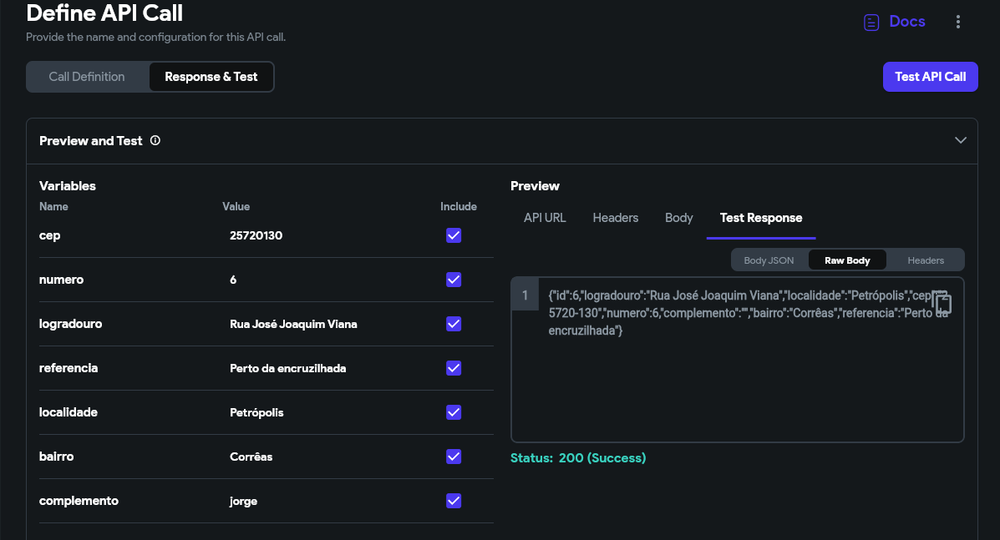 Define API Call
Provide the name and configuration for this API call.
Docs
Call Definition
Response & Test
Test API Call
Preview and Test
Variables
Name Value Include
cep 25720130
numero 6
logradouro Rua José Joaquim Viana
referencia Perto da encruzilhada
localidade Petrópolis
bairro Corrêas
complemento jorge
Preview
API URL Headers Body Test Response
Body JSON Raw Body Headers
1 {"id":6,"logradouro":"Rua José Joaquim Viana","localidade":"Petrópolis","cep":"2
5720-130","numero":6,"complemento":"","bairro":"Corrêas","referencia":"Perto da
encruzilhada"}
Status: 200 (Success)